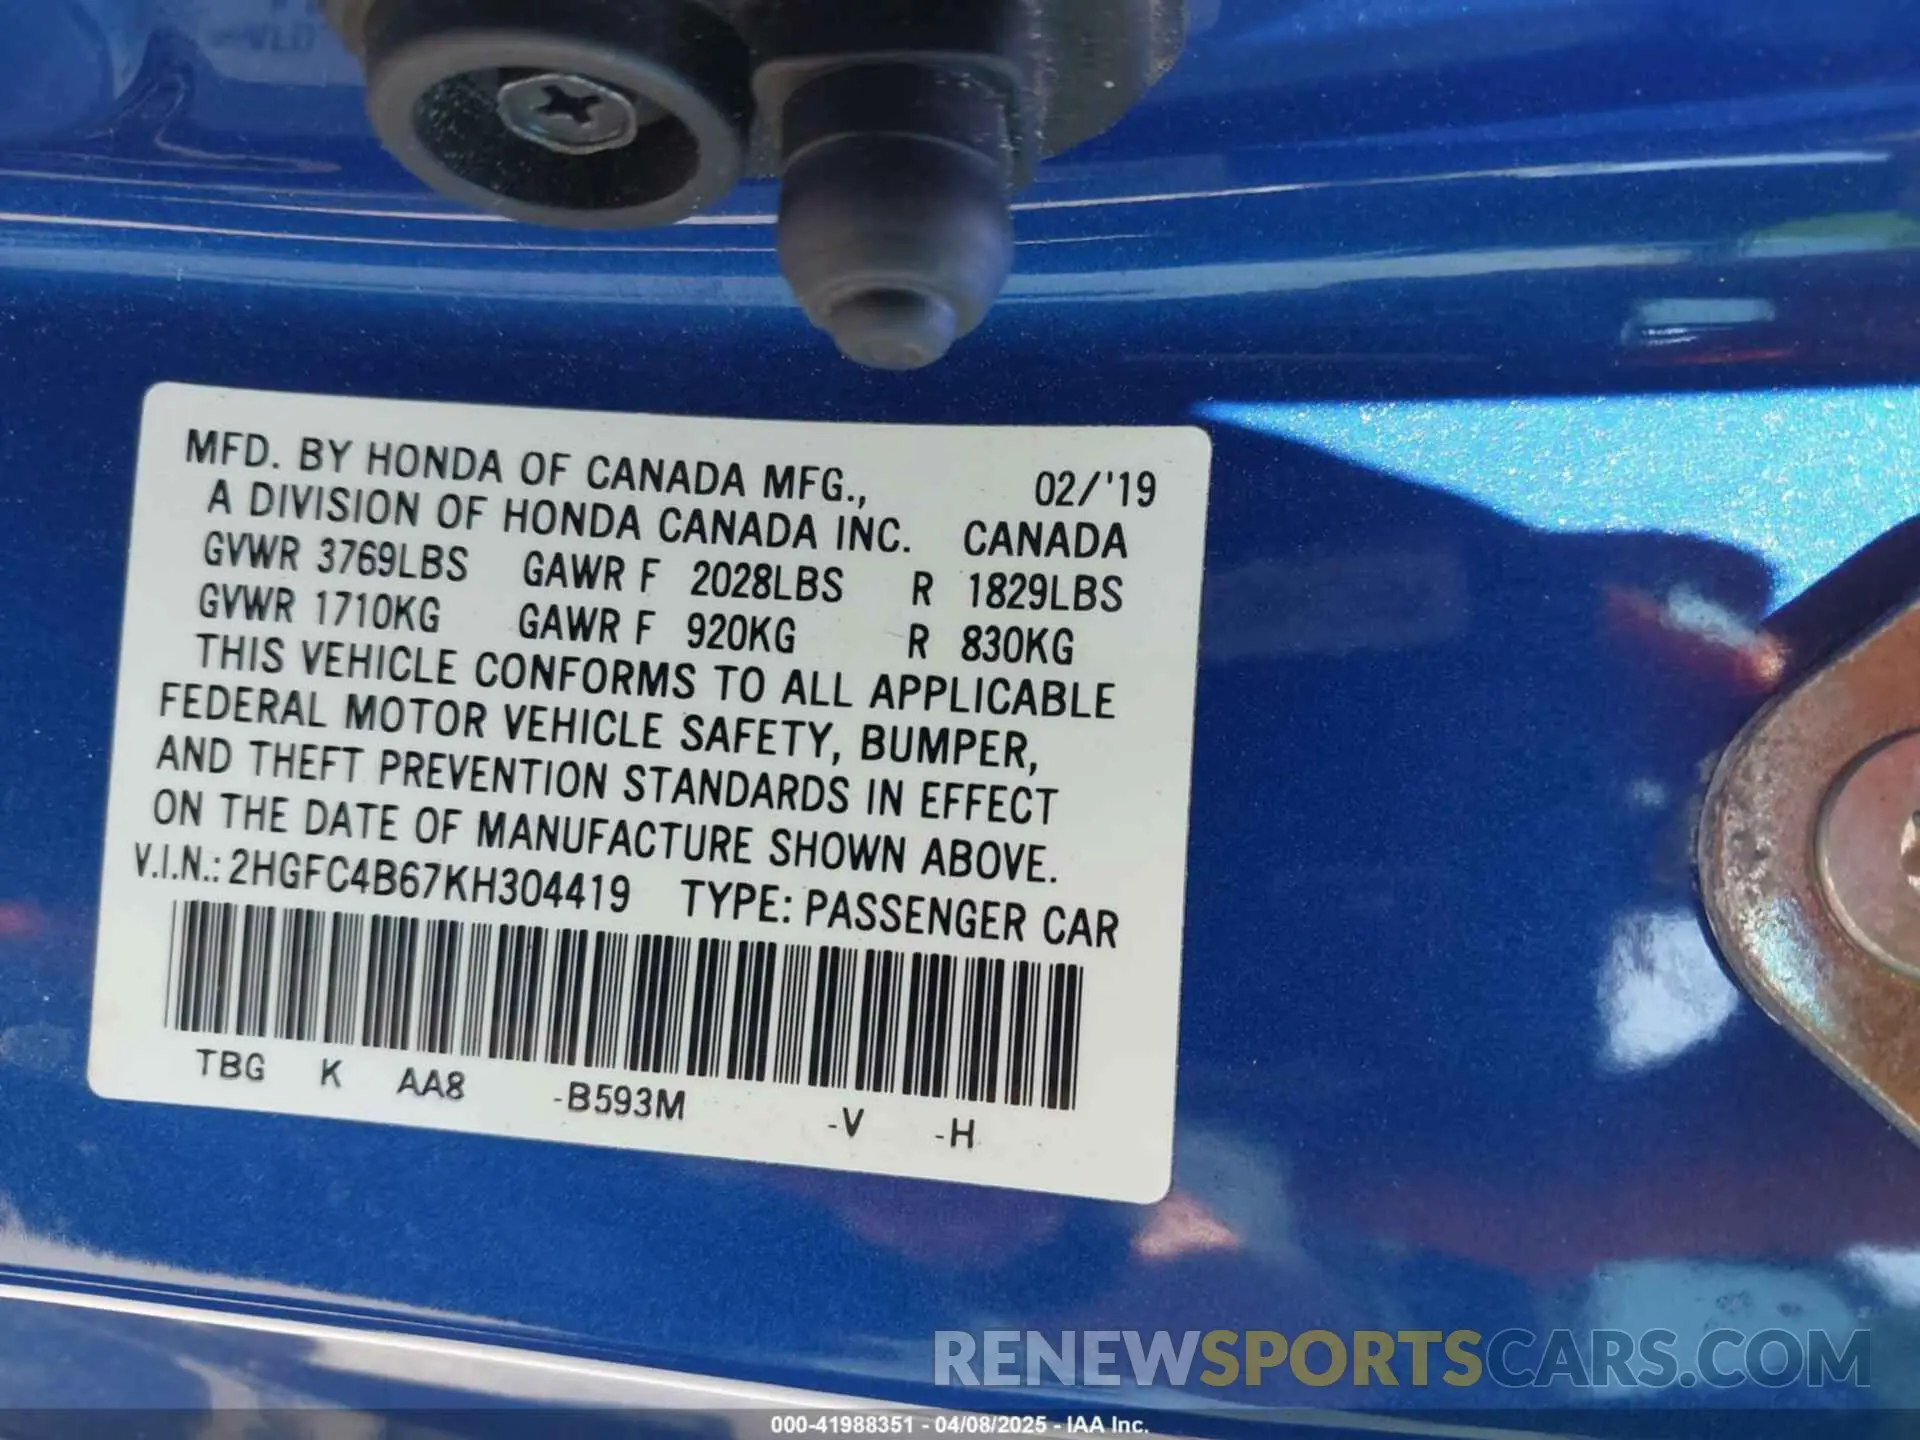 MFD. BY HONDA OF CANADA MFG., 02/'19
A DIVISION OF HONDA CANADA INC. CANADA
GVWR 3769LBS GAWR F 2028LBS R 1829LBS
GVWR 1710KG GAWR F 920KG R 830KG
THIS VEHICLE CONFORMS TO ALL APPLICABLE
FEDERAL MOTOR VEHICLE SAFETY, BUMPER,
AND THEFT PREVENTION STANDARDS IN EFFECT
ON THE DATE OF MANUFACTURE SHOWN ABOVE.
V.I.N.: 2HGFC4B67KH304419 TYPE: PASSENGER CAR
TBG K AA8 -B593M -V -H
RENEWSPORTSCARS.COM
000-41988351 - 04/08/2025 - IAA Inc.